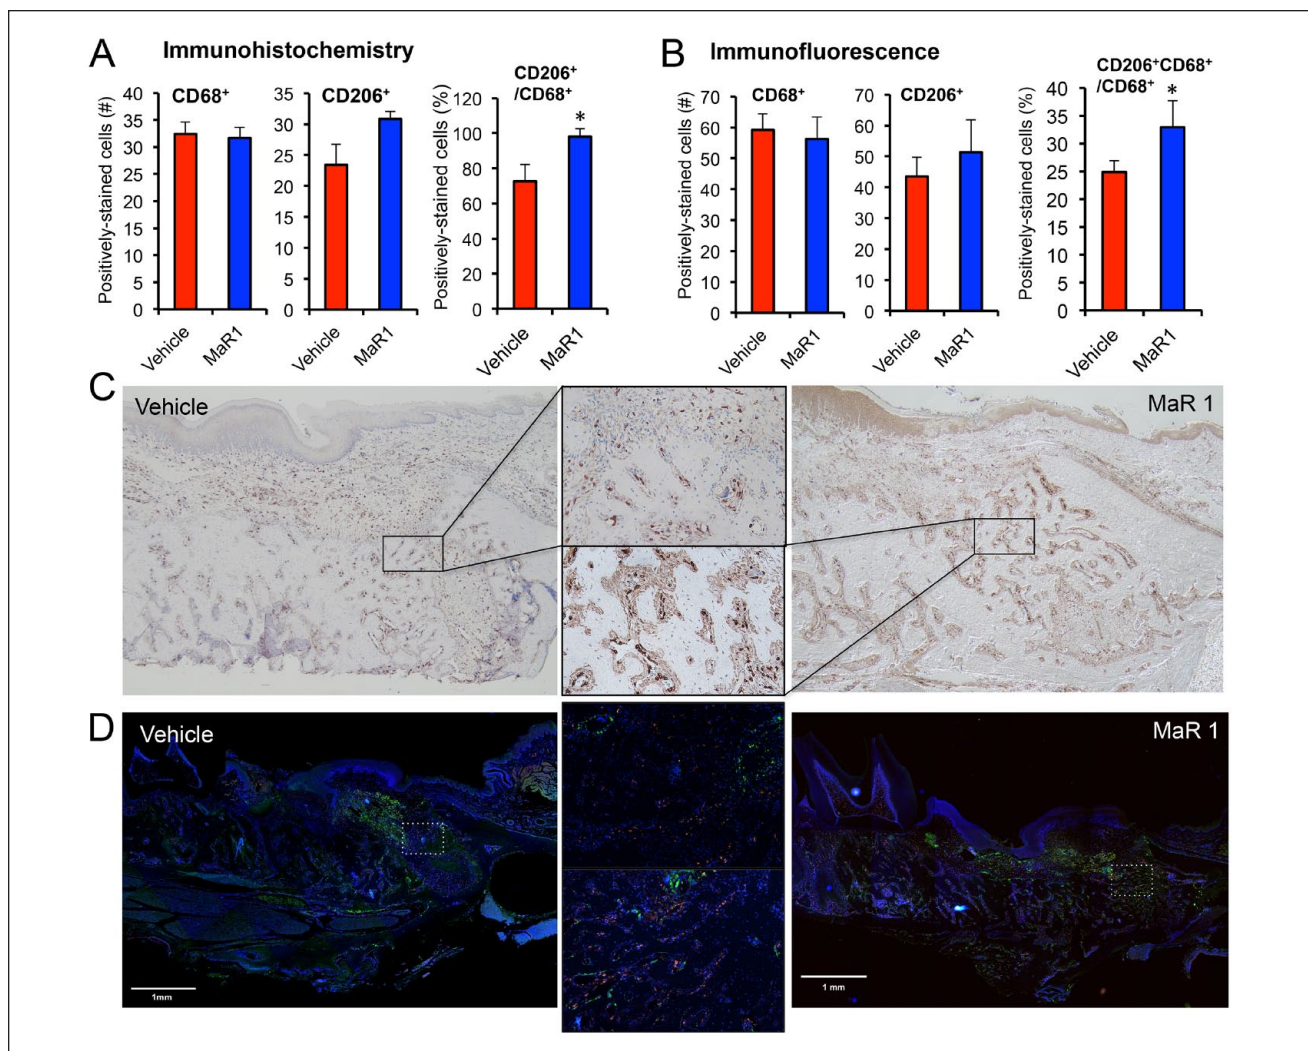 A
Immunohistochemistry
Positively-stained cells (#)
40
35
30
25
20
15
10
5
0
CD68+
Vehicle
MaR1
35
30
25
20
15
10
5
0
CD206+
Vehicle
MaR1
Positively-stained cells (%)
120
100
80
60
40
20
0
CD206+
/CD68+
*
Vehicle
MaR1
B
Immunofluorescence
Positively-stained cells (#)
70
60
50
40
30
20
10
0
CD68+
Vehicle
MaR1
70
60
50
40
30
20
10
0
CD206+
Vehicle
MaR1
Positively-stained cells (%)
40
35
30
25
20
15
10
5
0
CD206+CD68+
/CD68+
*
Vehicle
MaR1
C
Vehicle
MaR 1
D
Vehicle
MaR 1
1mm
1 mm